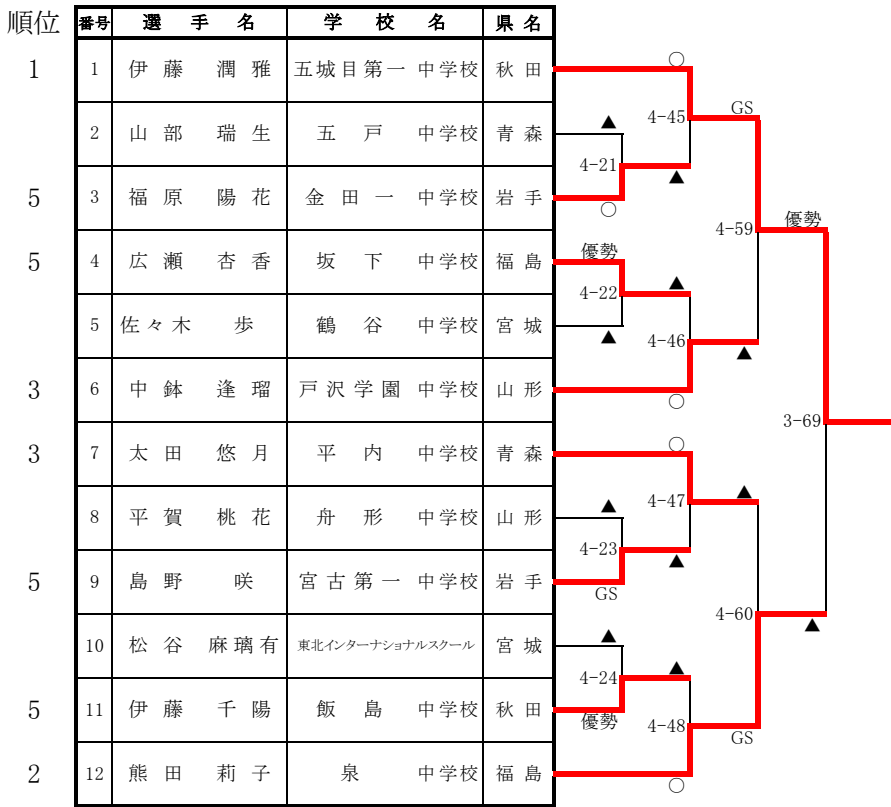 順位 番号 選手名 学校名 県名
1 1 伊藤 潤雅 五城目第一 中学校 秋田 ○
GS
4-45
2 山部 瑞生 五戸 中学校 青森 ▲
4-21
▲
5 3 福原 陽花 金田一 中学校 岩手 ○
4-59 優勢
5 4 広瀬 杏香 坂下 中学校 福島 優勢
▲
4-22
5 佐々木 歩 鶴谷 中学校 宮城 ▲
4-46
▲
3 6 中鉢 逢瑠 戸沢学園 中学校 山形 ○
3-69
3 7 太田 悠月 平内 中学校 青森 ○
▲
4-47
8 平賀 桃花 舟形 中学校 山形 ▲
4-23
▲
5 9 島野 咲 宮古第一 中学校 岩手 GS
4-60
▲
10 松谷 麻璃有 東北インターナショナルスクール 宮城 ▲
▲
4-24
5 11 伊藤 千陽 飯島 中学校 秋田 優勢
4-48
GS
2 12 熊田 莉子 泉 中学校 福島 ○